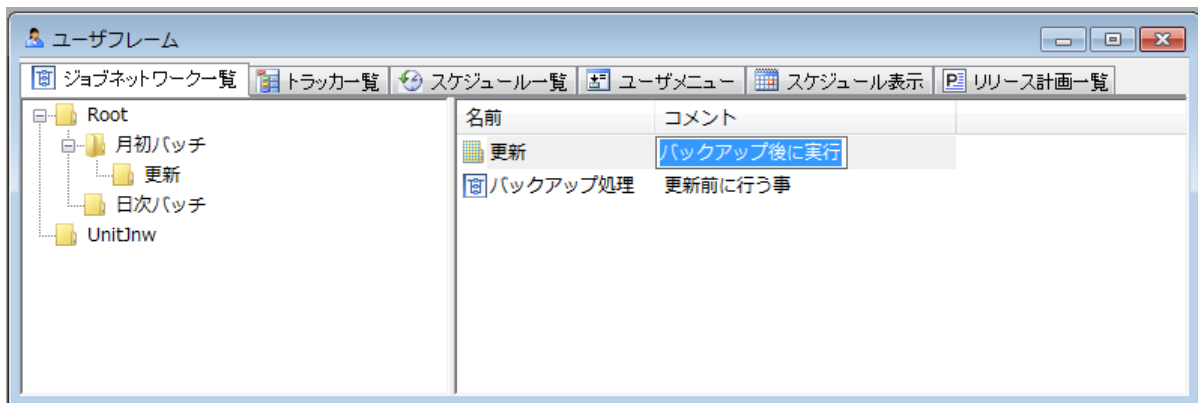 ユーザフレーム
ジョブネットワーク一覧 トラッカ一覧 スケジュール一覧 ユーザメニュー スケジュール表示 リリース計画一覧
Root
月初バッチ
更新
日次バッチ
UnitJnw
名前 コメント
更新 バックアップ後に実行
バックアップ処理 更新前に行う事